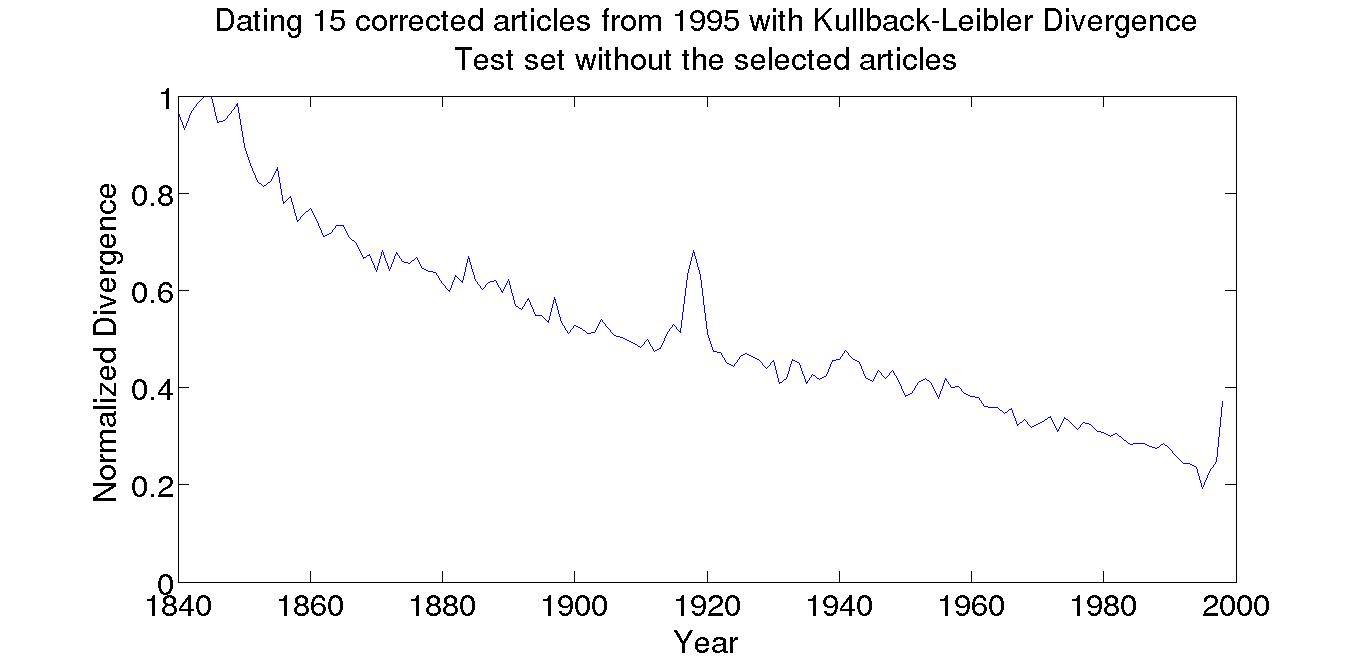 Dating 15 corrected articles from 1995 with Kullback-Leibler Divergence
Test set without the selected articles
1
0.8
0.6
0.4
0.2
0
Normalized Divergence
1840 1860 1880 1900 1920 1940 1960 1980 2000
Year